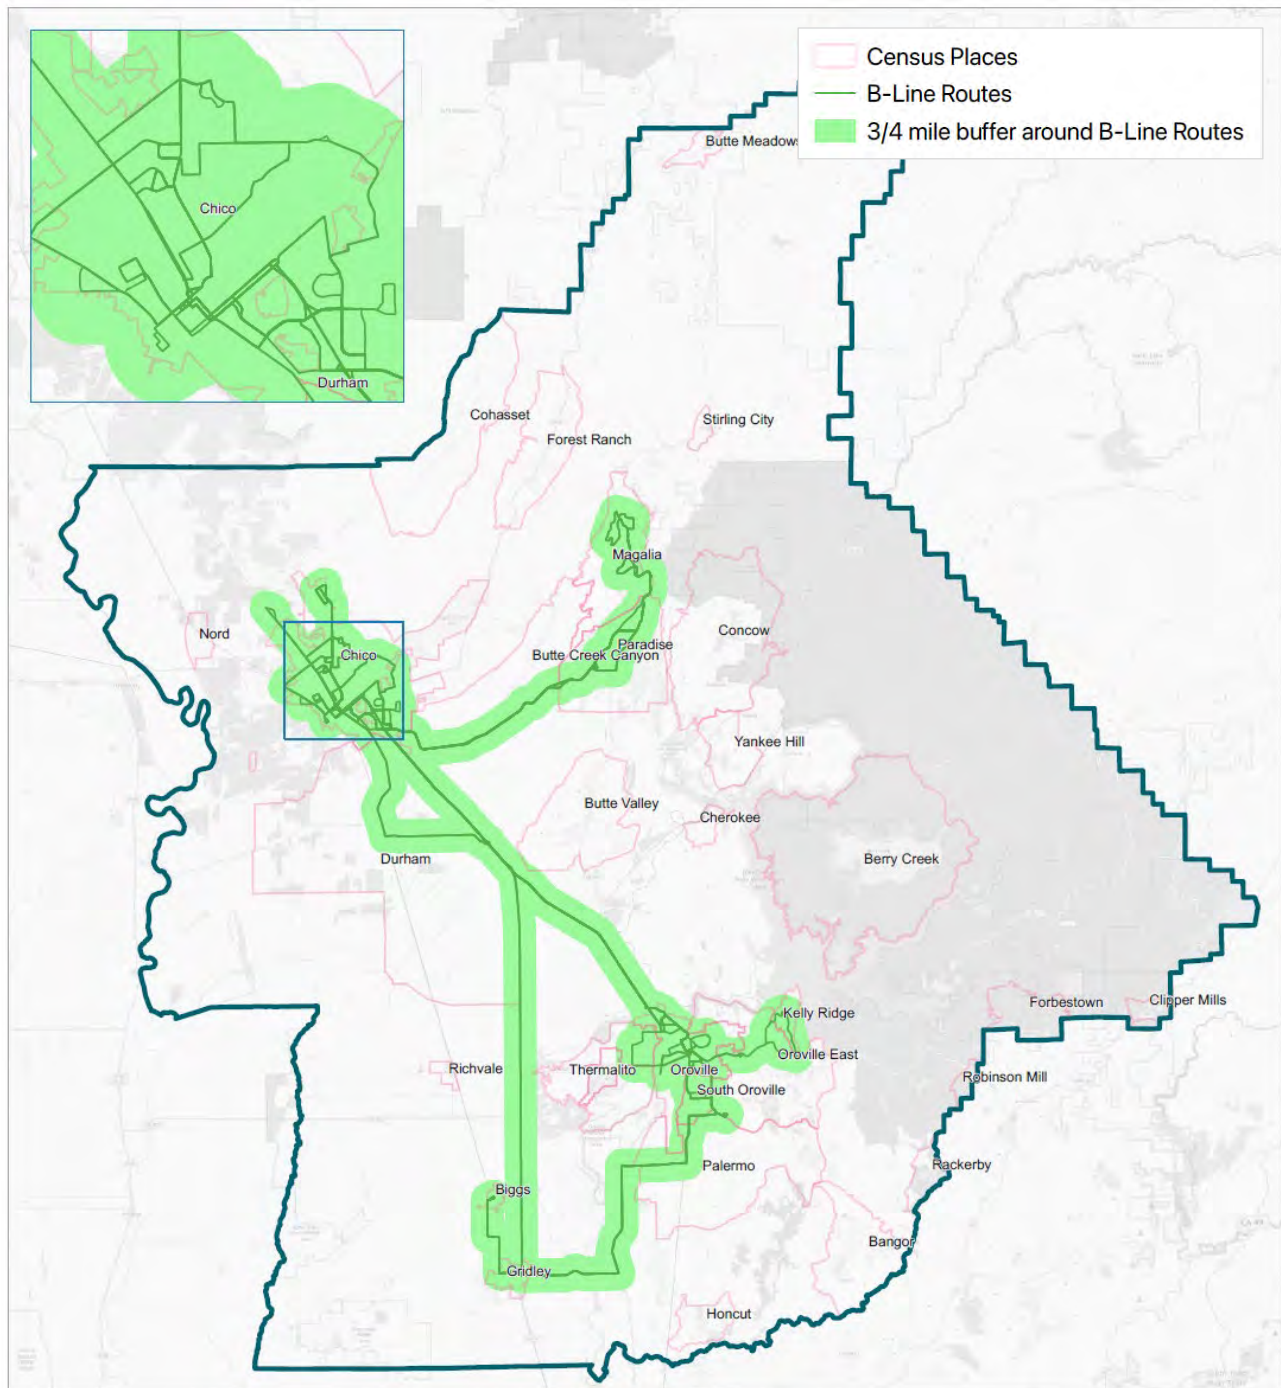 Census Places
B-Line Routes
3/4 mile buffer around B-Line Routes
Butte Meadows
Chico
Durham
Cohasset
Forest Ranch
Stirling City
Magalia
Nord
Chico
Concow
Paradise
Butte Creek Canyon
Yankee Hill
Butte Valley
Cherokee
Durham
Berry Creek
Forbestown
Clipper Mills
Kelly Ridge
Oroville East
Richvale
Thermalito
Oroville
South Oroville
Robinson Mill
Palermo
Rackerby
Biggs
Bangor
Gridley
Honcut